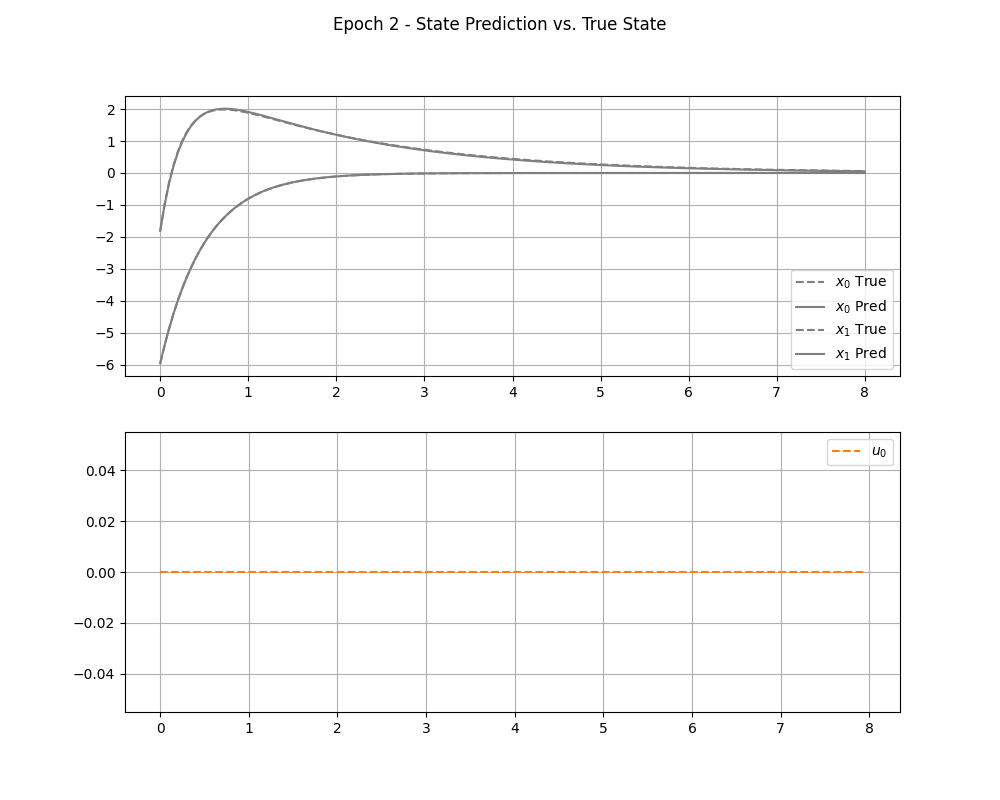 Epoch 2 - State Prediction vs. True State
2
1
0
−1
−2
−3
−4
−5
−6
x₀ True
x₀ Pred
x₁ True
x₁ Pred
0 1 2 3 4 5 6 7 8
0.04
0.02
0.00
−0.02
−0.04
u₀
0 1 2 3 4 5 6 7 8